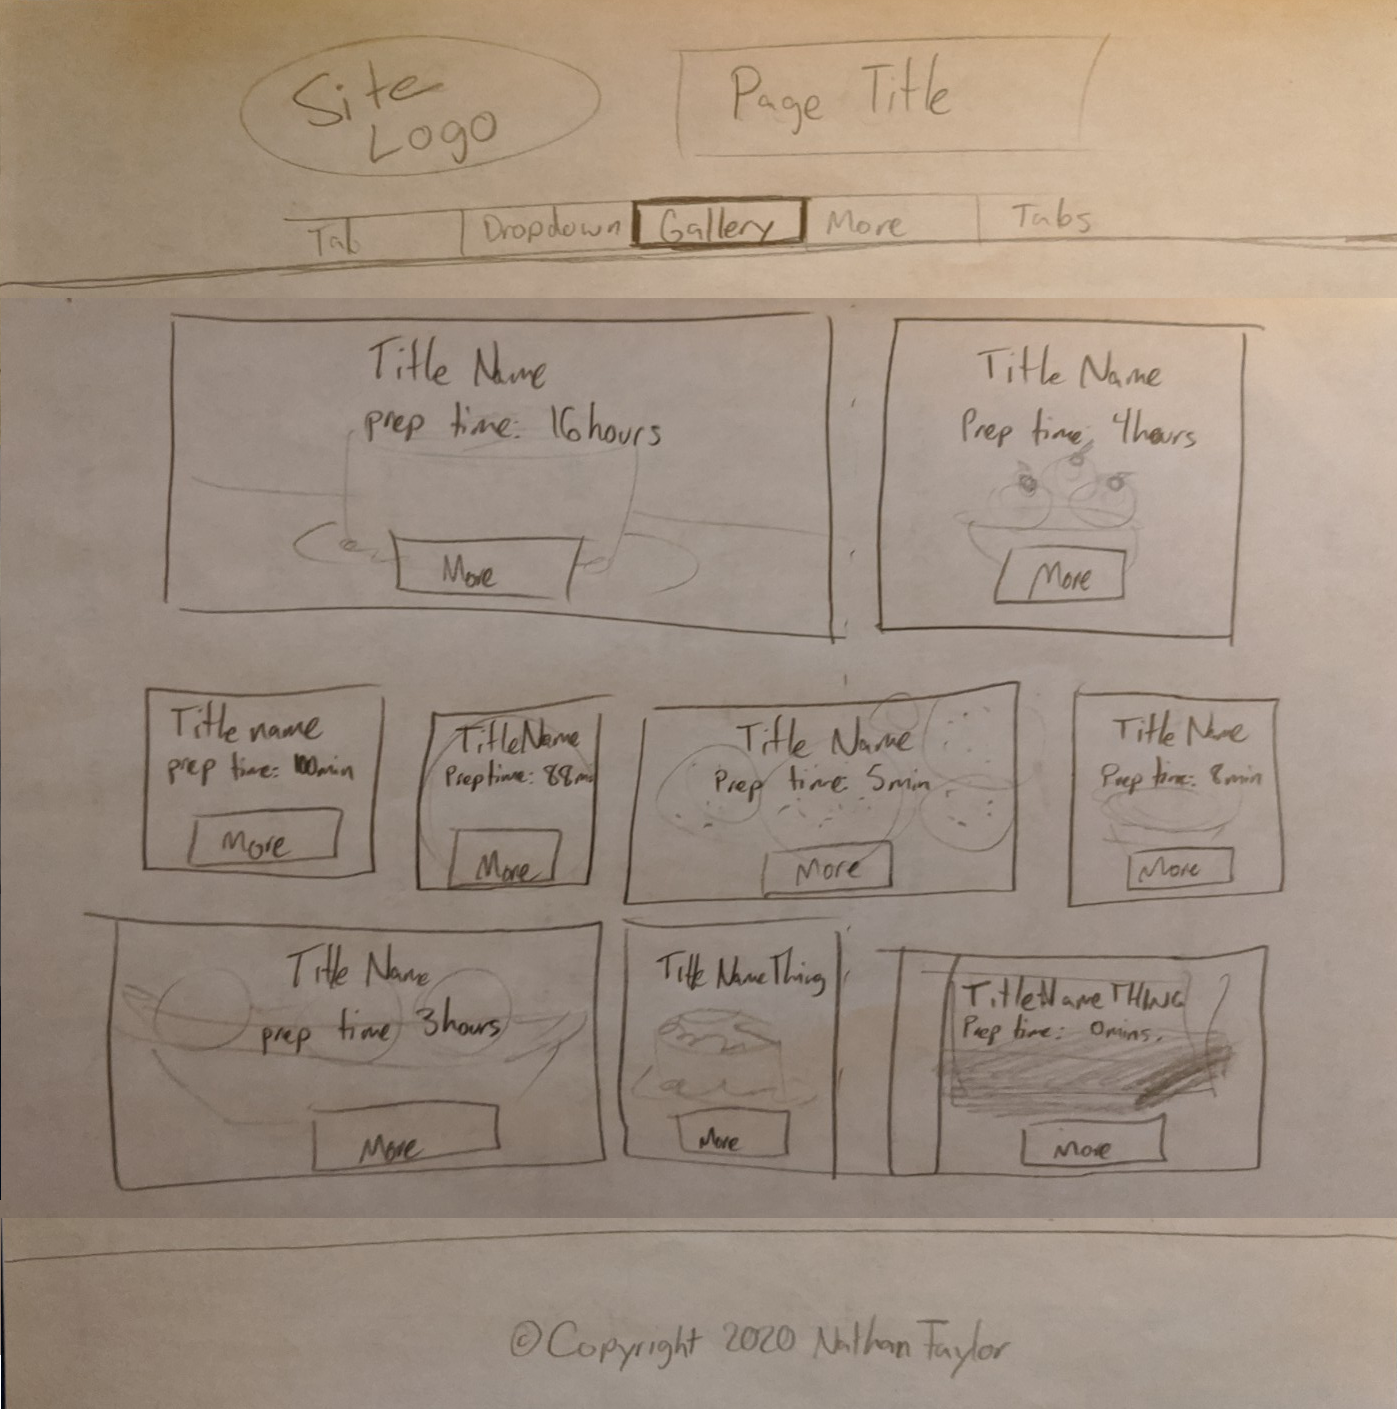 Site
Logo
Page Title
Tab
Dropdown
Gallery
More
Tabs
Title Name
prep time: 16hours
More
Title Name
Prep time: 4hours
More
Title name
prep time: 100min
More
TitleName
Preptime: 88mi
More
Title Name
Prep time: 5min.
More
Title Name
Prep time: 8min
More
Title Name
prep time 3hours
More
Title NameThing
More
TitleNameTHING
Prep time: 0mins.
More
©Copyright 2020 Nathan Taylor